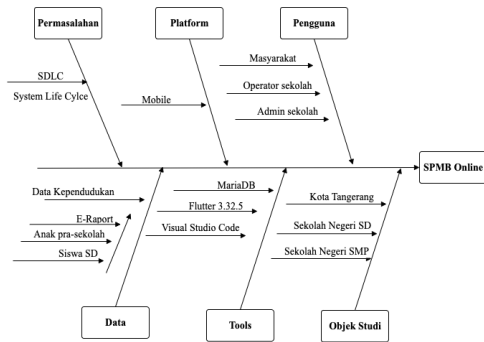 Permasalahan
Platform
Pengguna
SDLC
System Life Cylce
Mobile
Masyarakat
Operator sekolah
Admin sekolah
SPMB Online
Data Kependudukan
E-Raport
Anak pra-sekolah
Siswa SD
MariaDB
Flutter 3.32.5
Visual Studio Code
Kota Tangerang
Sekolah Negeri SD
Sekolah Negeri SMP
Data
Tools
Objek Studi